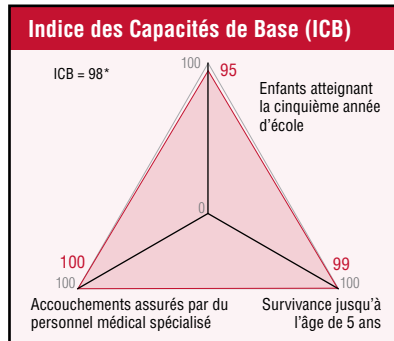 Indice des Capacités de Base (ICB)
ICB = 98*
100
95
Enfants atteignant
la cinquième année
d'école
0
100
100
99
100
Accouchements assurés par du
personnel médical spécialisé
Survivance jusqu'à
l'âge de 5 ans